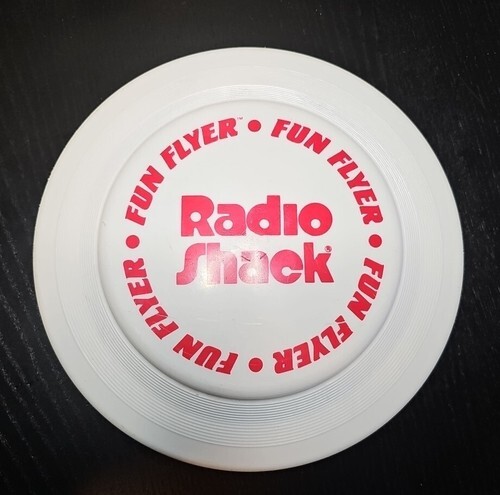 FUN FLYER™ • FUN FLYER • FUN FLYER • FUN FLYER •
Radio
Shack®